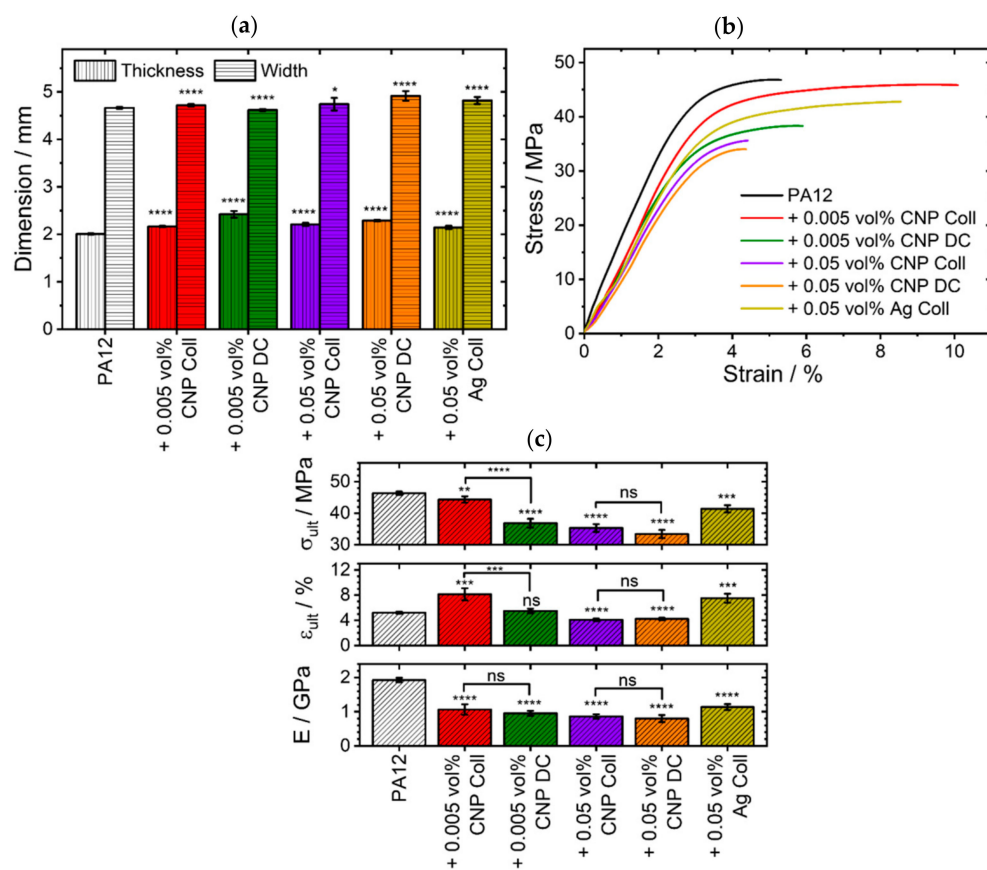 (a)
Thickness
Width
**** **** * **** ****
**** **** **** **** ****
Dimension / mm
5
4
3
2
1
0
PA12
+ 0.005 vol% CNP Coll
+ 0.005 vol% CNP DC
+ 0.05 vol% CNP Coll
+ 0.05 vol% CNP DC
+ 0.05 vol% Ag Coll
(b)
Stress / MPa
50
40
30
20
10
0
PA12
+ 0.005 vol% CNP Coll
+ 0.005 vol% CNP DC
+ 0.05 vol% CNP Coll
+ 0.05 vol% CNP DC
+ 0.05 vol% Ag Coll
0 2 4 6 8 10
Strain / %
(c)
σult / MPa
50
40
30
****
ns
** **** **** **** ***
εult / %
12
8
4
0
***
ns
*** ns **** **** ***
E / GPa
2
1
0
ns
ns
**** **** **** **** ****
PA12
+ 0.005 vol% CNP Coll
+ 0.005 vol% CNP DC
+ 0.05 vol% CNP Coll
+ 0.05 vol% CNP DC
+ 0.05 vol% Ag Coll